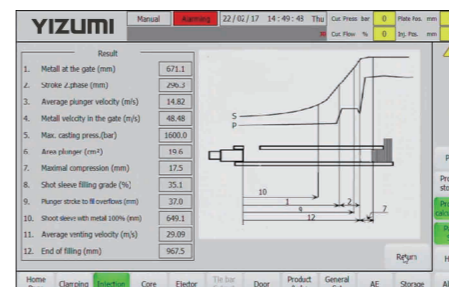 YIZUMI
Manual
Alarming
22/02/17 14:49:43 Thu
Cut Press bar 0
Plate Nos. mm
Cut Flow % 0
Inj. Pos. mm
Result
1. Metall at the gate (mm) 671.1
2. Stroke 2.phase (mm) 296.3
3. Average plunger velocity (m/s) 14.82
4. Metall velocity in the gate (m/s) 48.48
5. Max. casting press.(bar) 1600.0
6. Area plunger (cm²) 19.6
7. Maximal compression (mm) 17.5
8. Shot sleeve filling grade (%) 35.1
9. Plunger stroke to fil overflows (mm) 37.0
10. Shoot sleeve with metal 100% (mm) 649.1
11. Average venting velocity (m/s) 29.09
12. End of filling (mm) 967.5
S
P
10
1
2
9
7
12
Return
Home
Clamping
Injection
Core
Ejector
Tie bar
Door
Product
General
AE
Storage